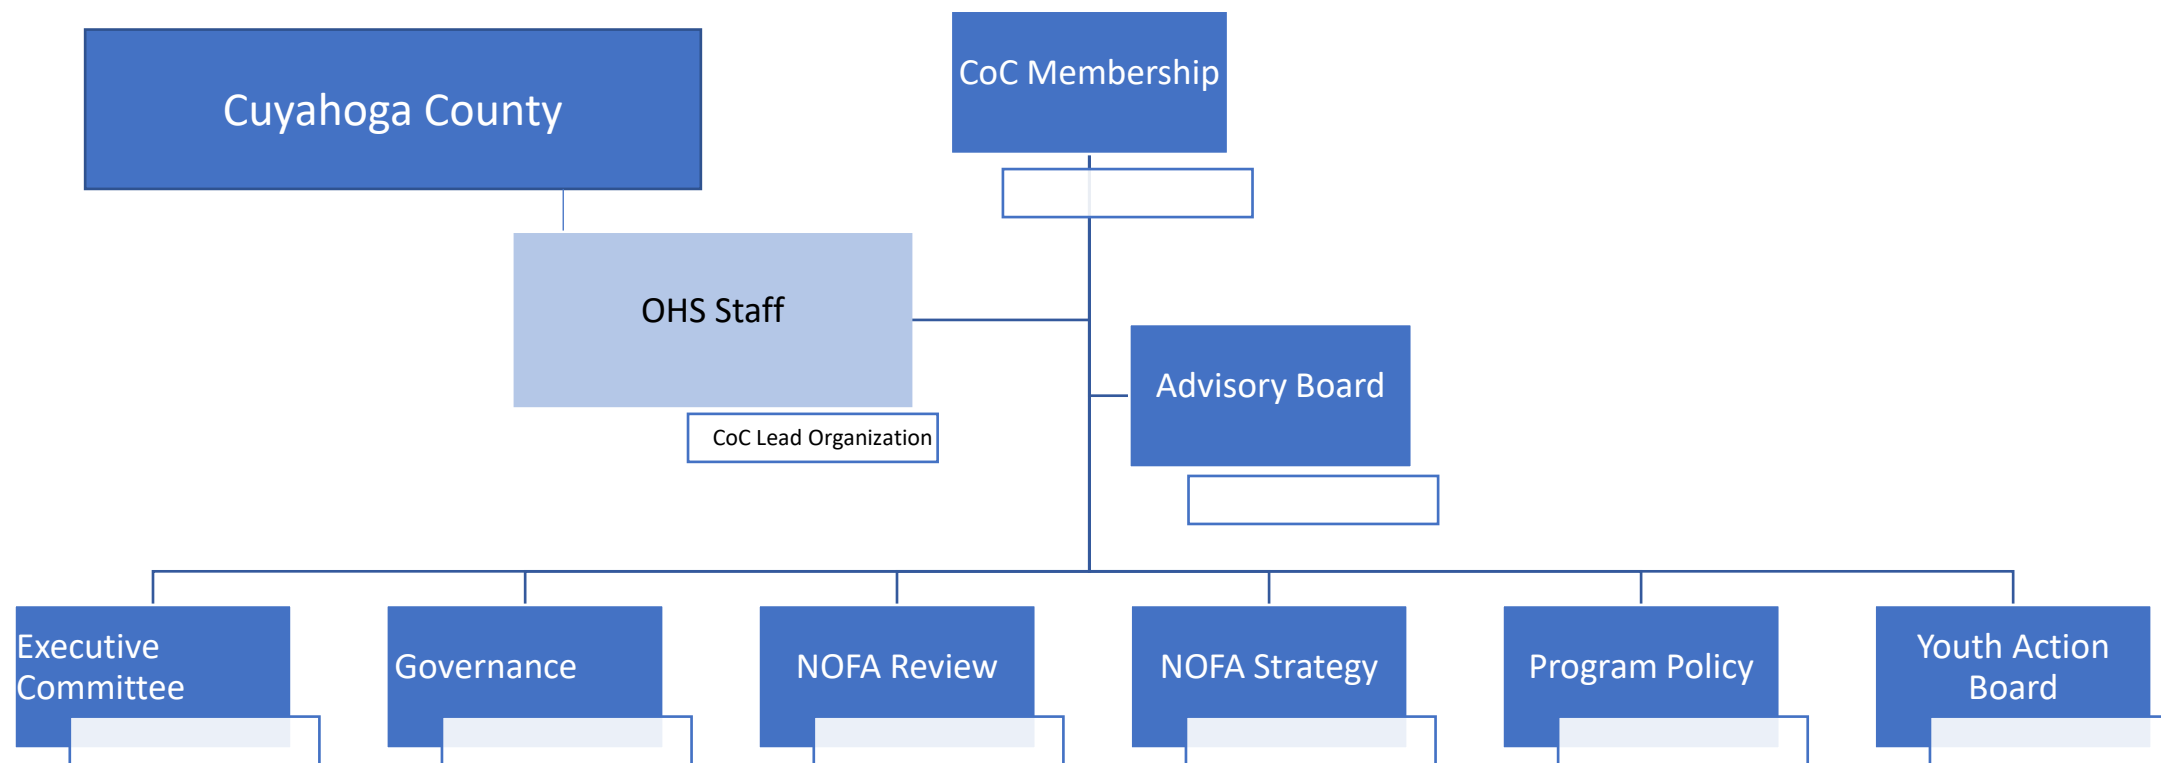 CoC Membership
Cuyahoga County
OHS Staff
Advisory Board
CoC Lead Organization
Executive
Committee
Governance
NOFA Review
NOFA Strategy
Program Policy
Youth Action
Board